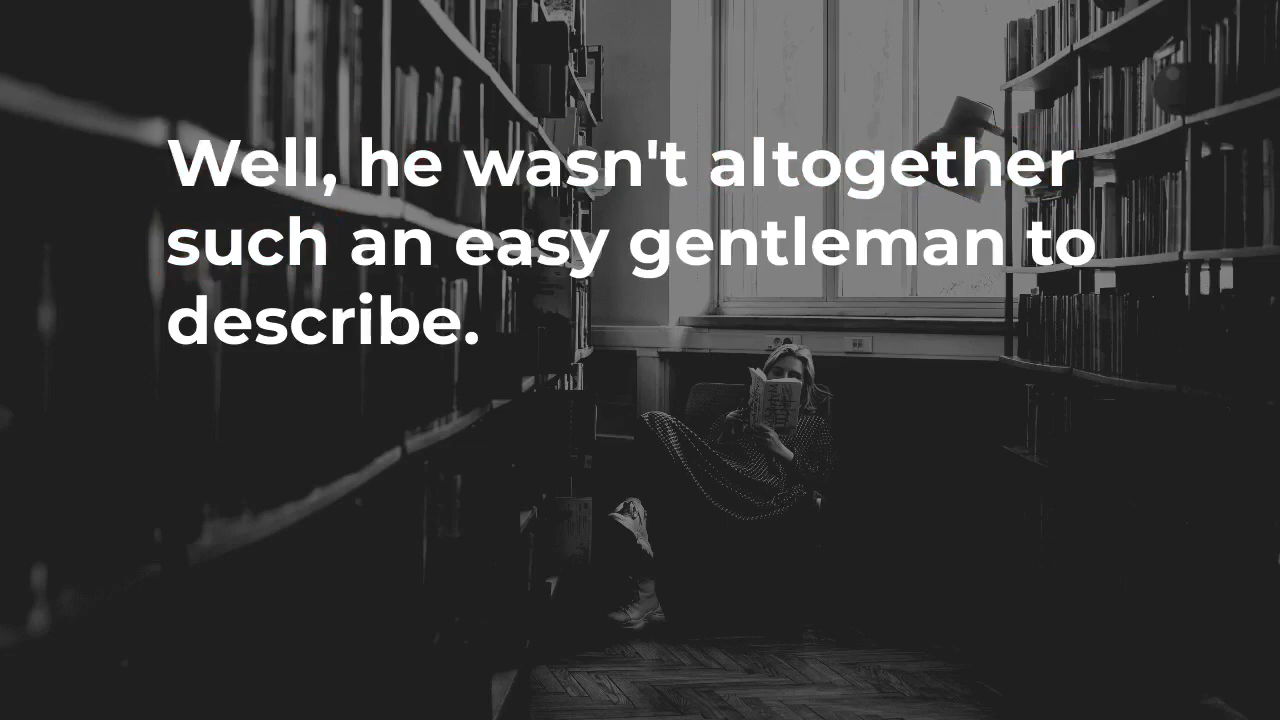 Well, he wasn't altogether
such an easy gentleman to
describe.